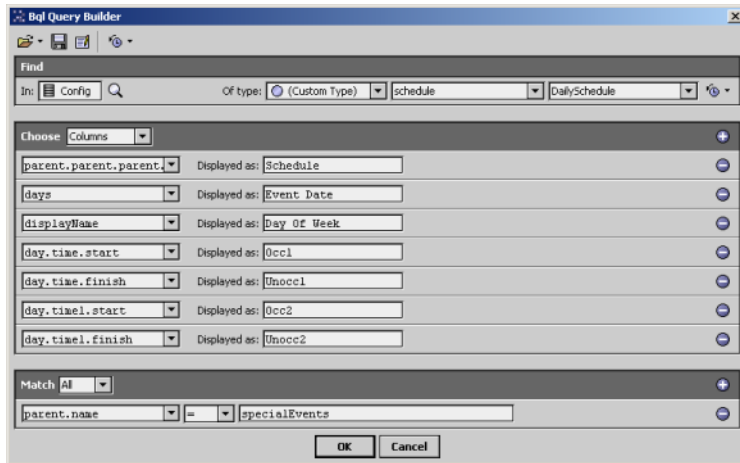 Bql Query Builder
Find
In: Config Of type: (Custom Type) schedule DailySchedule
Choose Columns
parent.parent.parent. Displayed as: Schedule
days Displayed as: Event Date
displayName Displayed as: Day Of Week
day.time.start Displayed as: Occ1
day.time.finish Displayed as: Unocc1
day.time1.start Displayed as: Occ2
day.time1.finish Displayed as: Unocc2
Match All
parent.name = specialEvents
OK Cancel